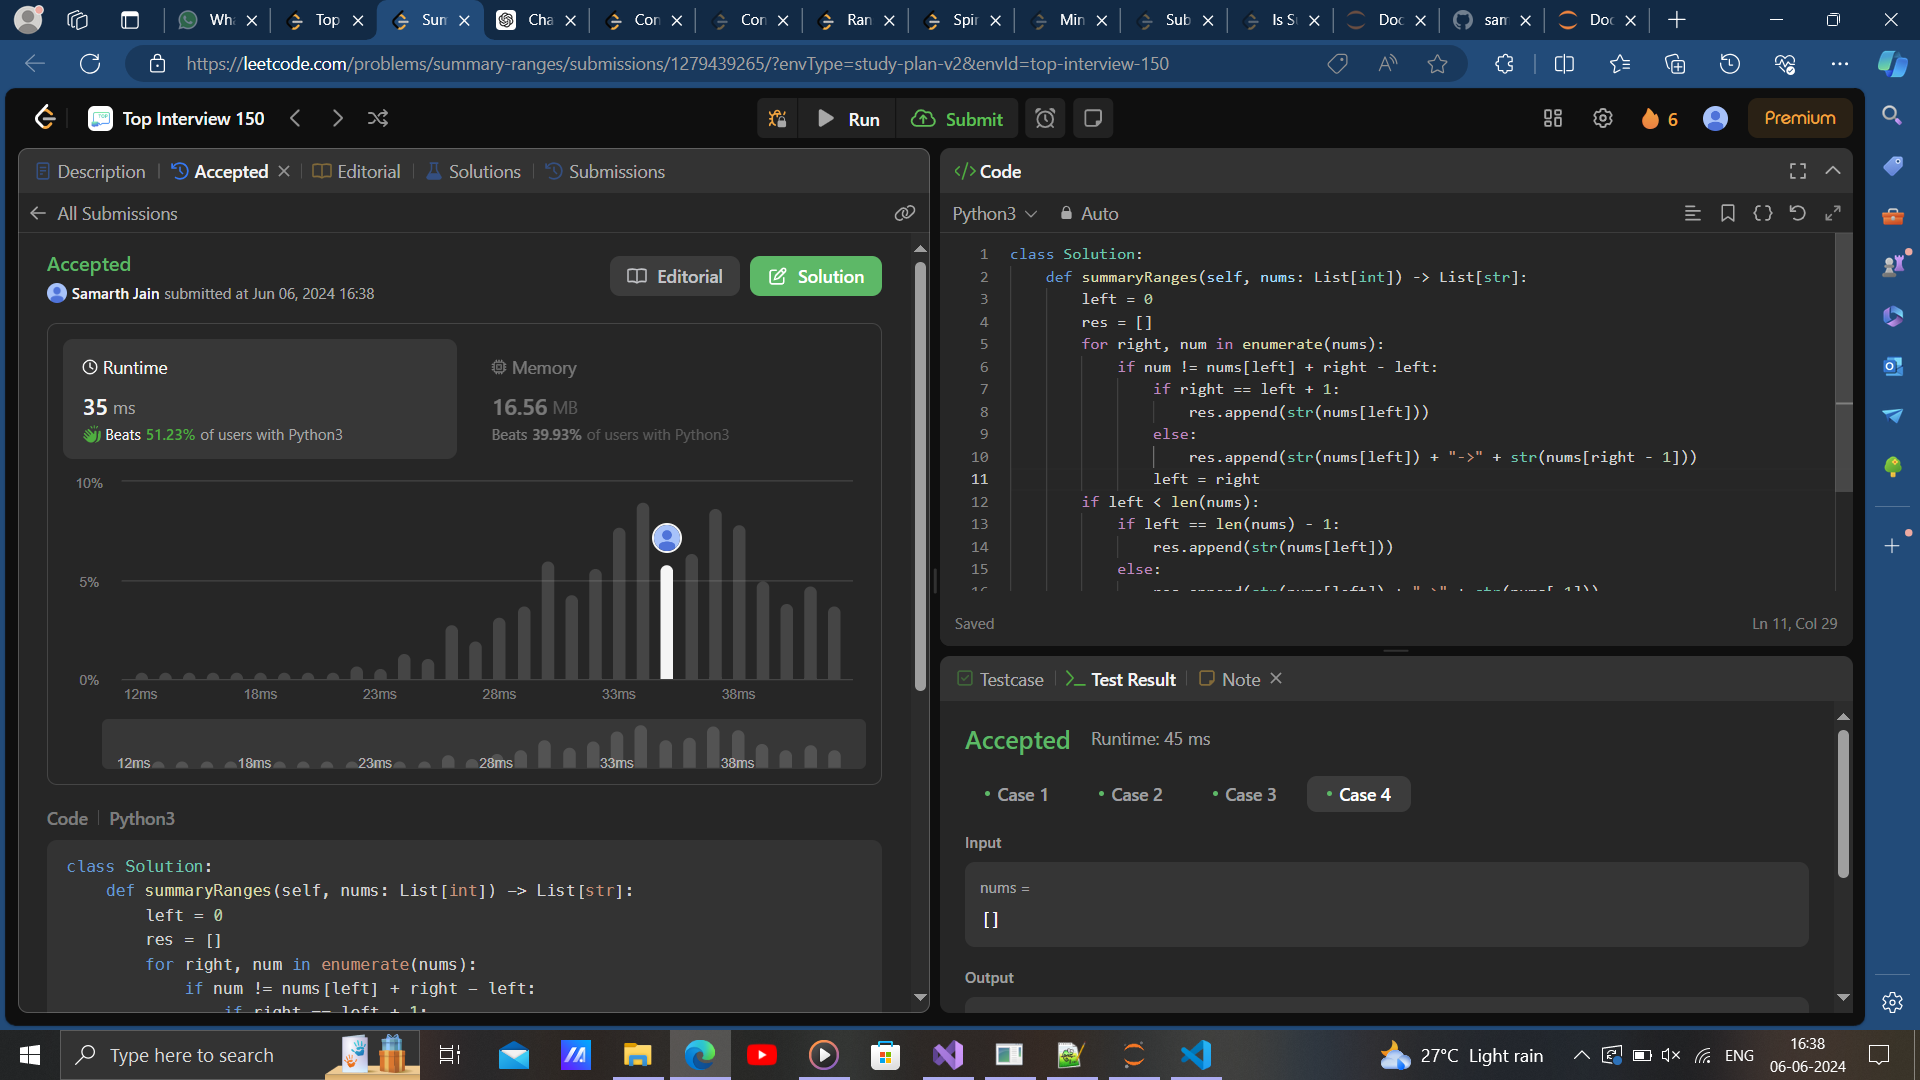 Wha
Top
Sum
Cha
Con
Con
Ran
Spir
Min
Sub
Is Su
Doc
sam
Doc
https://leetcode.com/problems/summary-ranges/submissions/1279439265/?envType=study-plan-v2&envId=top-interview-150
Top Interview 150
Run
Submit
6
Premium
Description
Accepted
Editorial
Solutions
Submissions
All Submissions
Accepted
Samarth Jain submitted at Jun 06, 2024 16:38
Editorial
Solution
Runtime
35 ms
Beats 51.23% of users with Python3
Memory
16.56 MB
Beats 39.93% of users with Python3
10%
5%
0%
12ms 18ms 23ms 28ms 33ms 38ms
12ms 18ms 23ms 28ms 33ms 38ms
Code | Python3
class Solution:
def summaryRanges(self, nums: List[int]) -> List[str]:
left = 0
res = []
for right, num in enumerate(nums):
if num != nums[left] + right - left:
if right == left + 1:
</> Code
Python3
Auto
1 class Solution:
2 def summaryRanges(self, nums: List[int]) -> List[str]:
3 left = 0
4 res = []
5 for right, num in enumerate(nums):
6 if num != nums[left] + right - left:
7 if right == left + 1:
8 res.append(str(nums[left]))
9 else:
10 res.append(str(nums[left]) + "->" + str(nums[right - 1]))
11 left = right
12 if left < len(nums):
13 if left == len(nums) - 1:
14 res.append(str(nums[left]))
15 else:
16 res.append(str(nums[left]) + "->" + str(nums[-1]))
Saved
Ln 11, Col 29
Testcase
Test Result
Note
Accepted
Runtime: 45 ms
Case 1
Case 2
Case 3
Case 4
Input
nums =
[]
Output
Type here to search
27°C Light rain
ENG
16:38
06-06-2024